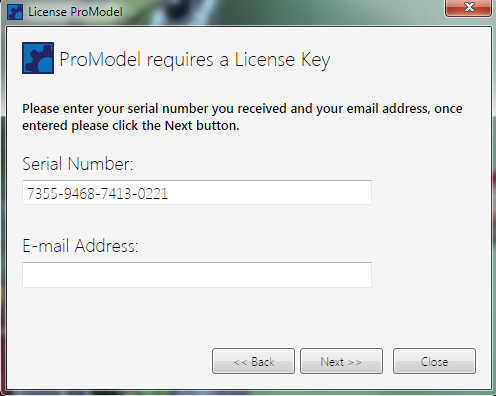 License ProModel
ProModel requires a License Key
Please enter your serial number you received and your email address, once
entered please click the Next button.
Serial Number:
7355-9468-7413-0221
E-mail Address:
<< Back Next >> Close